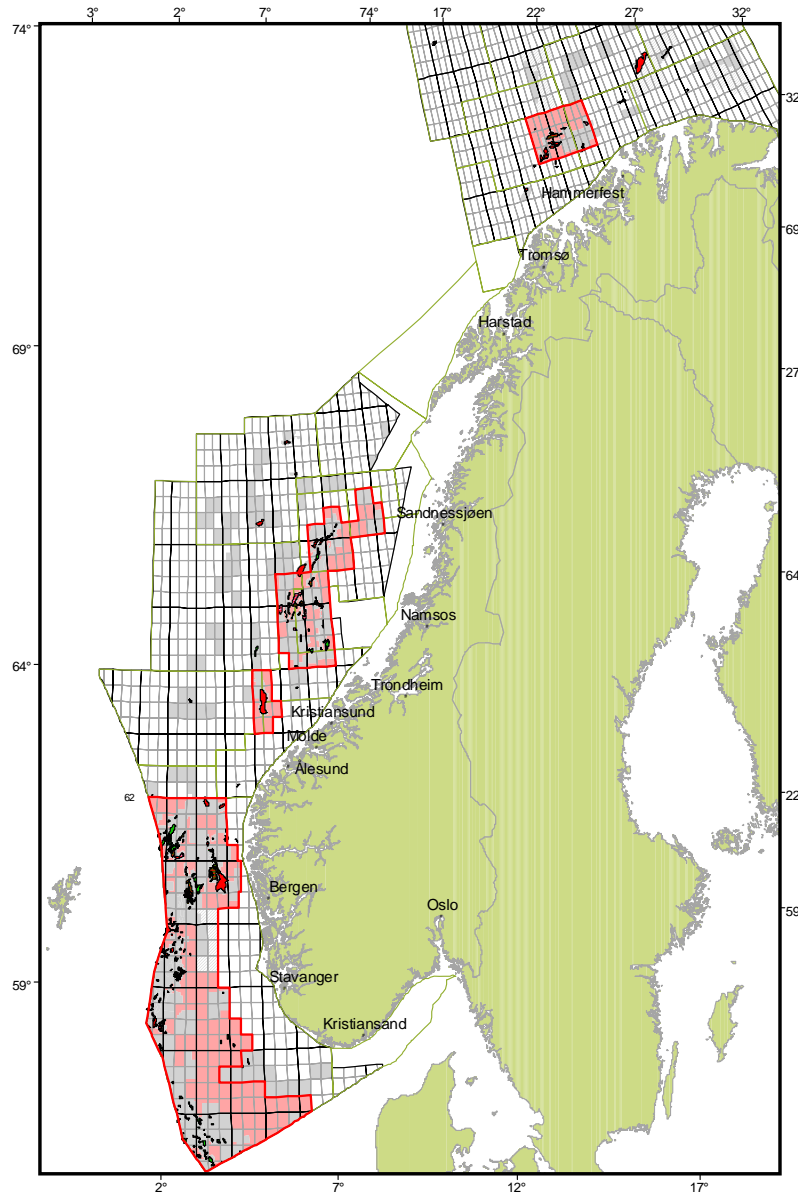 3° 2° 7° 74° 17° 22° 27° 32°
74°
32
Hammerfest
69
Tromsø
Harstad
69°
27
Sandnessjøen
64
Namsos
64°
Trondheim
Kristiansund
Molde
Ålesund
62
22
Bergen
Oslo
59
Stavanger
59°
Kristiansand
2° 7° 12° 17°